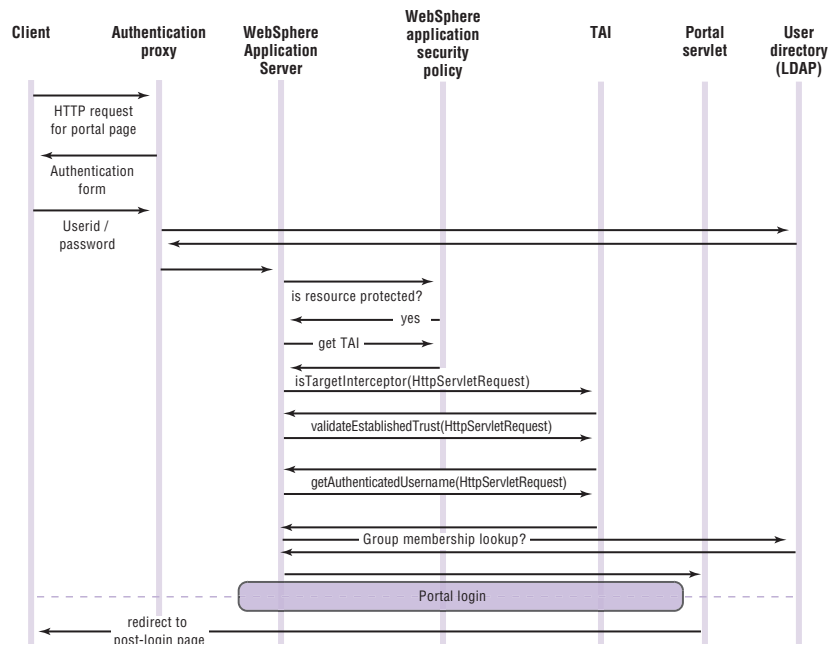 Client
Authentication
proxy
WebSphere
Application
Server
WebSphere
application
security
policy
TAI
Portal
servlet
User
directory
(LDAP)
HTTP request
for portal page
Authentication
form
Userid /
password
is resource protected?
yes
get TAI
isTargetInterceptor(HttpServletRequest)
validateEstablishedTrust(HttpServletRequest)
getAuthenticatedUsername(HttpServletRequest)
Group membership lookup?
Portal login
redirect to
post-login page